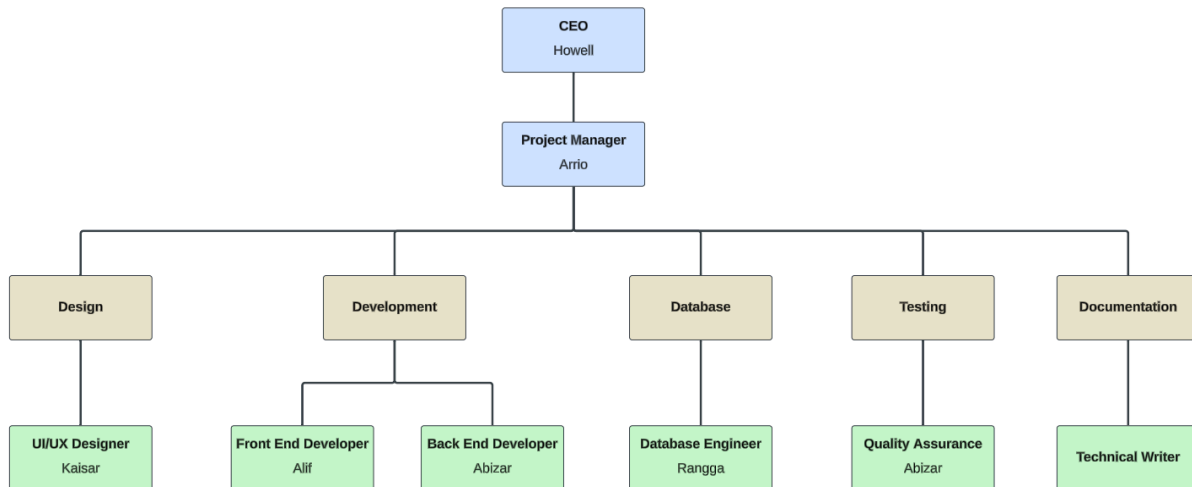 CEO
Howell
Project Manager
Arrio
Design
Development
Database
Testing
Documentation
UI/UX Designer
Kaisar
Front End Developer
Alif
Back End Developer
Abizar
Database Engineer
Rangga
Quality Assurance
Abizar
Technical Writer